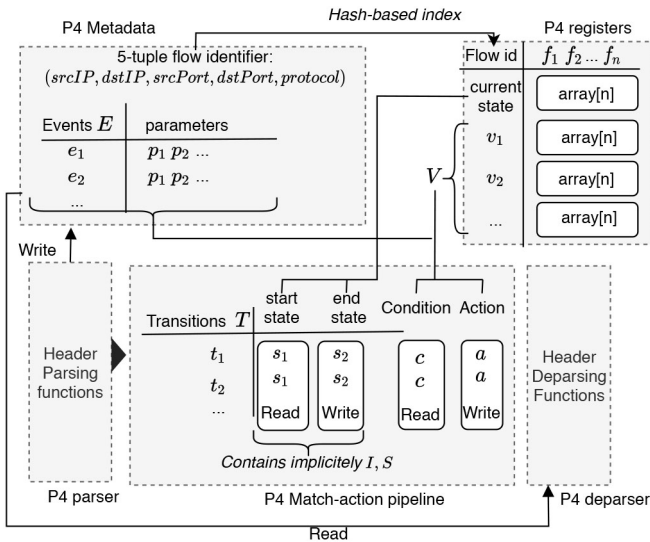 Hash-based index
P4 Metadata
P4 registers
5-tuple flow identifier:
(srcIP, dstIP, srcPort, dstPort, protocol)
Events E parameters
e₁ p₁ p₂ ...
e₂ p₁ p₂ ...
...
Flow id f₁ f₂ ... fₙ
current
state
array[n]
v₁ array[n]
V
v₂ array[n]
... array[n]
Write
Header
Parsing
functions
P4 parser
start
state
end
state
Condition Action
Transitions T
t₁ s₁ s₂ c a
t₂ s₁ s₂ c a
... Read Write Read Write
Contains implicitly I, S
P4 Match-action pipeline
Header
Deparsing
Functions
P4 deparser
Read